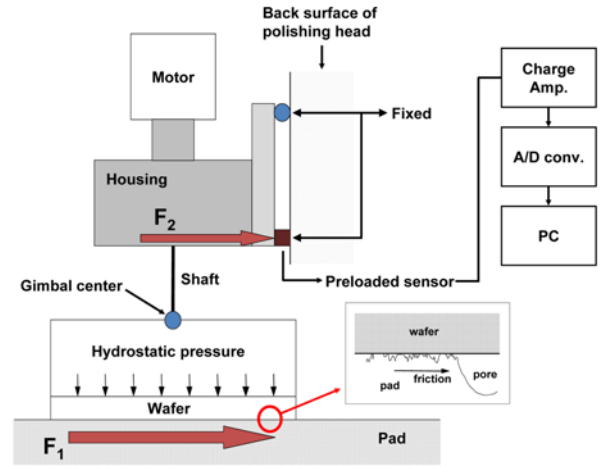 Back surface of
polishing head
Motor
Charge
Amp.
Fixed
A/D conv.
Housing
F2
PC
Shaft
Preloaded sensor
Gimbal center
Hydrostatic pressure
wafer
pad
friction
pore
Wafer
F1
Pad